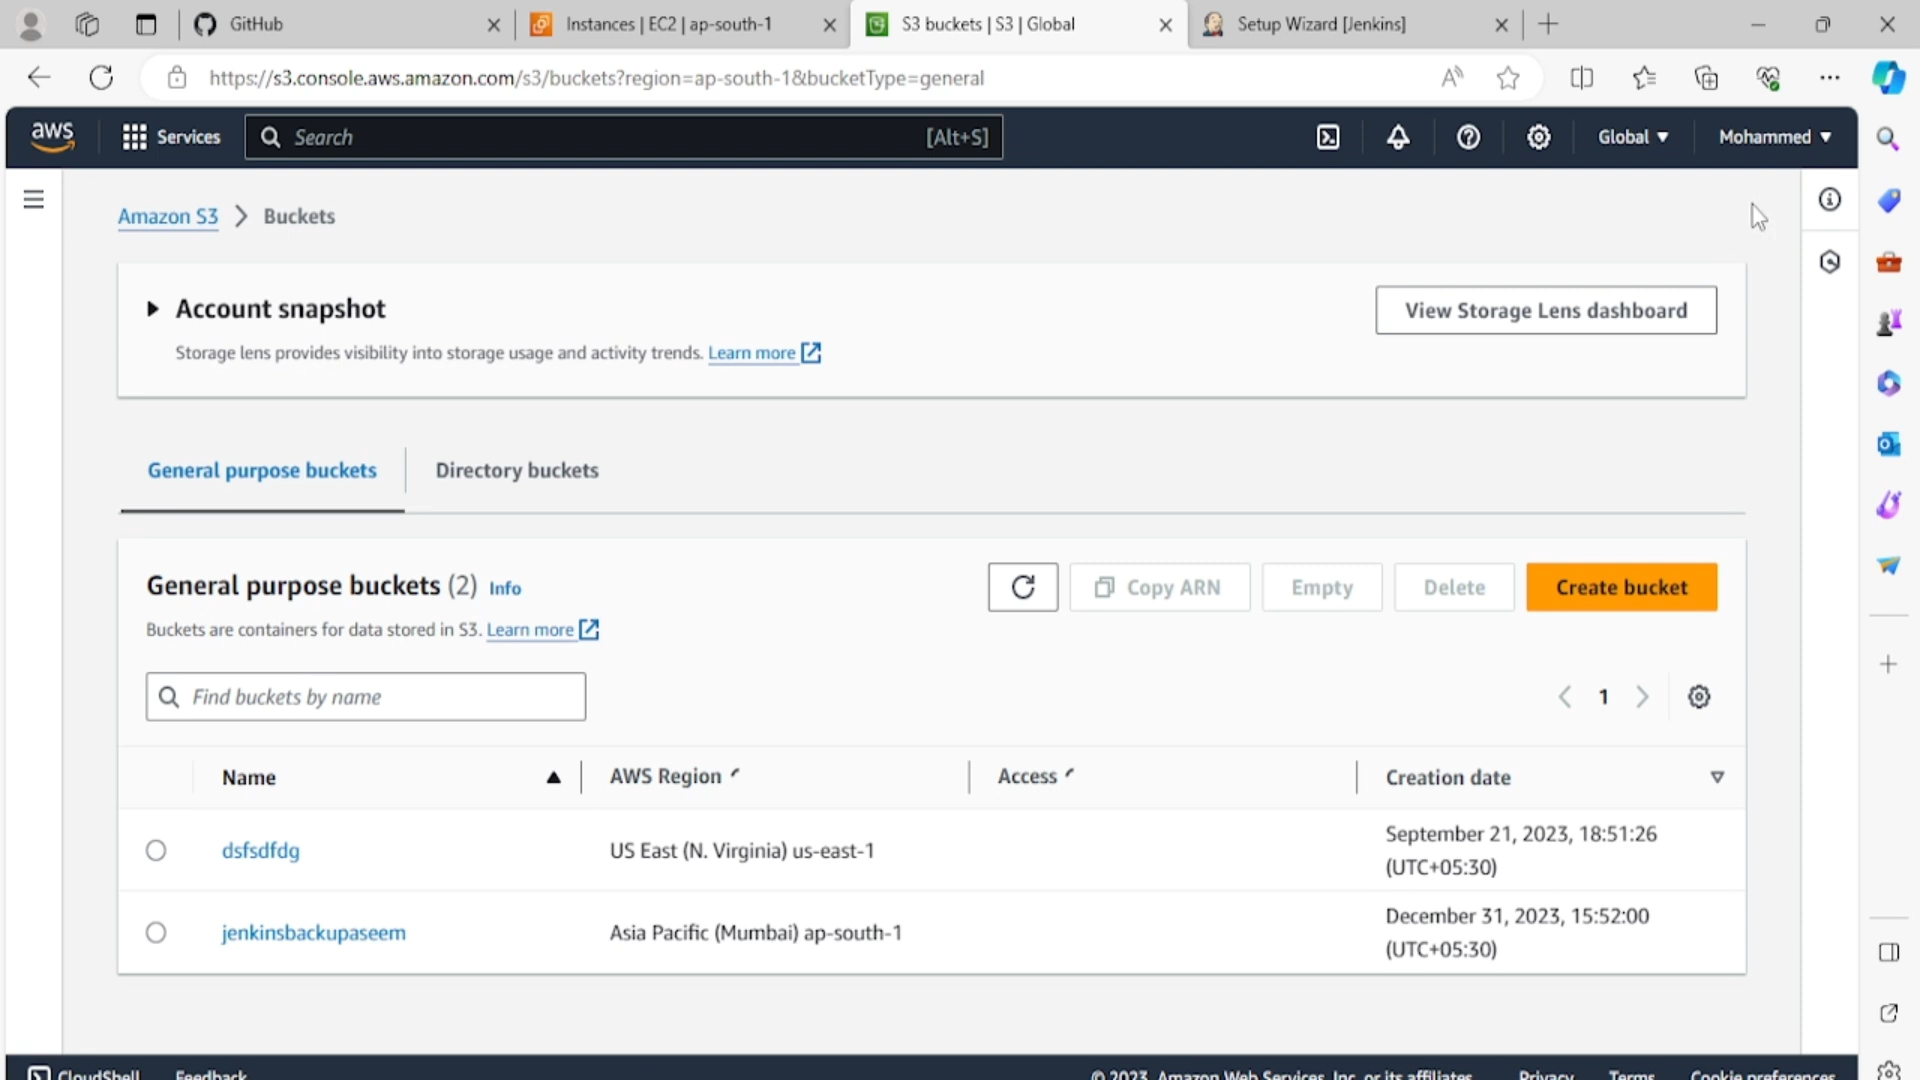 GitHub
Instances | EC2 | ap-south-1
S3 buckets | S3 | Global
Setup Wizard [Jenkins]
https://s3.console.aws.amazon.com/s3/buckets?region=ap-south-1&bucketType=general
aws
Services
Search
[Alt+S]
Global
Mohammed
Amazon S3
Buckets
Account snapshot
View Storage Lens dashboard
Storage lens provides visibility into storage usage and activity trends. Learn more
General purpose buckets
Directory buckets
General purpose buckets (2) Info
Copy ARN
Empty
Delete
Create bucket
Buckets are containers for data stored in S3. Learn more
Find buckets by name
1
Name
AWS Region
Access
Creation date
dsfsdfdg
US East (N. Virginia) us-east-1
September 21, 2023, 18:51:26
(UTC+05:30)
jenkinsbackupaseem
Asia Pacific (Mumbai) ap-south-1
December 31, 2023, 15:52:00
(UTC+05:30)
CloudShell
Feedback
© 2023, Amazon Web Services, Inc. or its affiliates.
Privacy
Terms
Cookie preferences